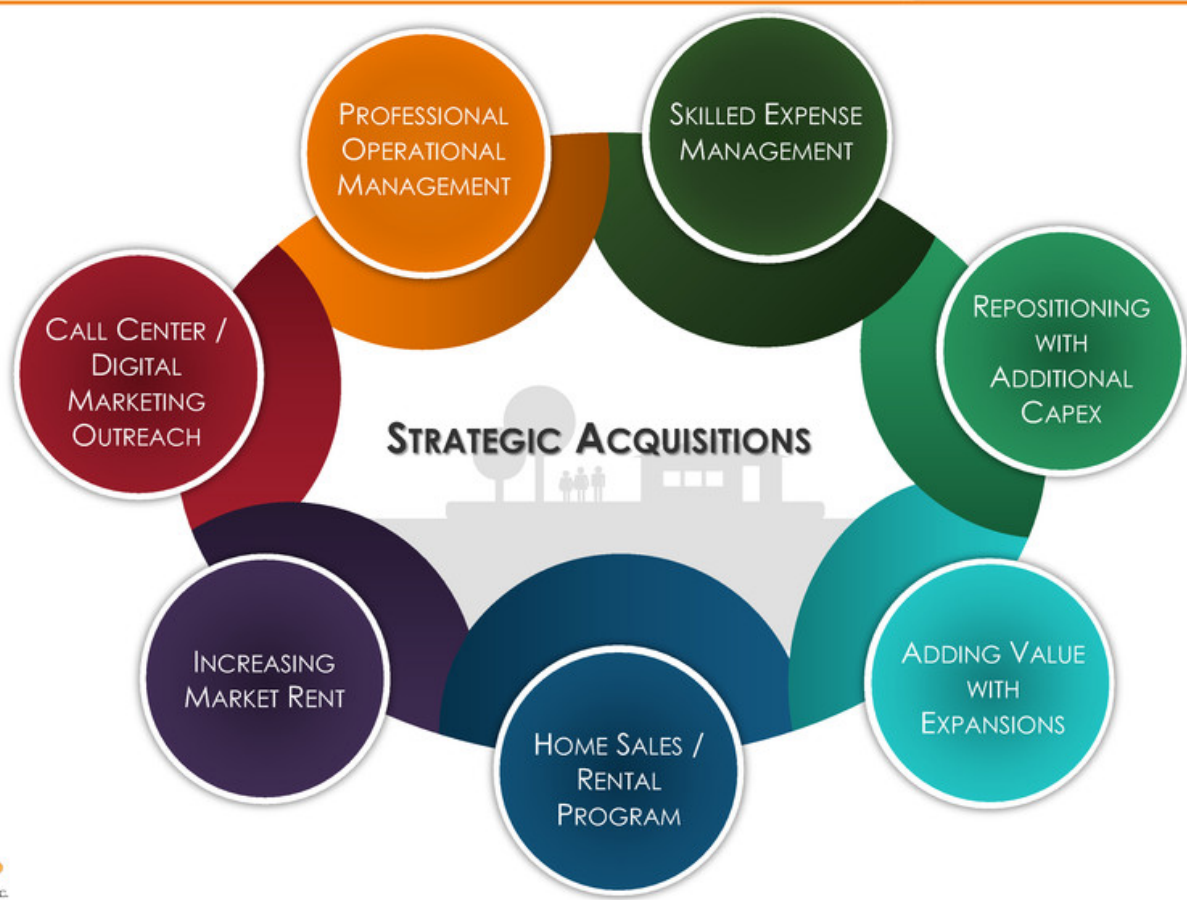 PROFESSIONAL
OPERATIONAL
MANAGEMENT
SKILLED EXPENSE
MANAGEMENT
REPOSITIONING
WITH
ADDITIONAL
CAPEX
ADDING VALUE
WITH
EXPANSIONS
HOME SALES /
RENTAL
PROGRAM
INCREASING
MARKET RENT
CALL CENTER /
DIGITAL
MARKETING
OUTREACH
STRATEGIC ACQUISITIONS